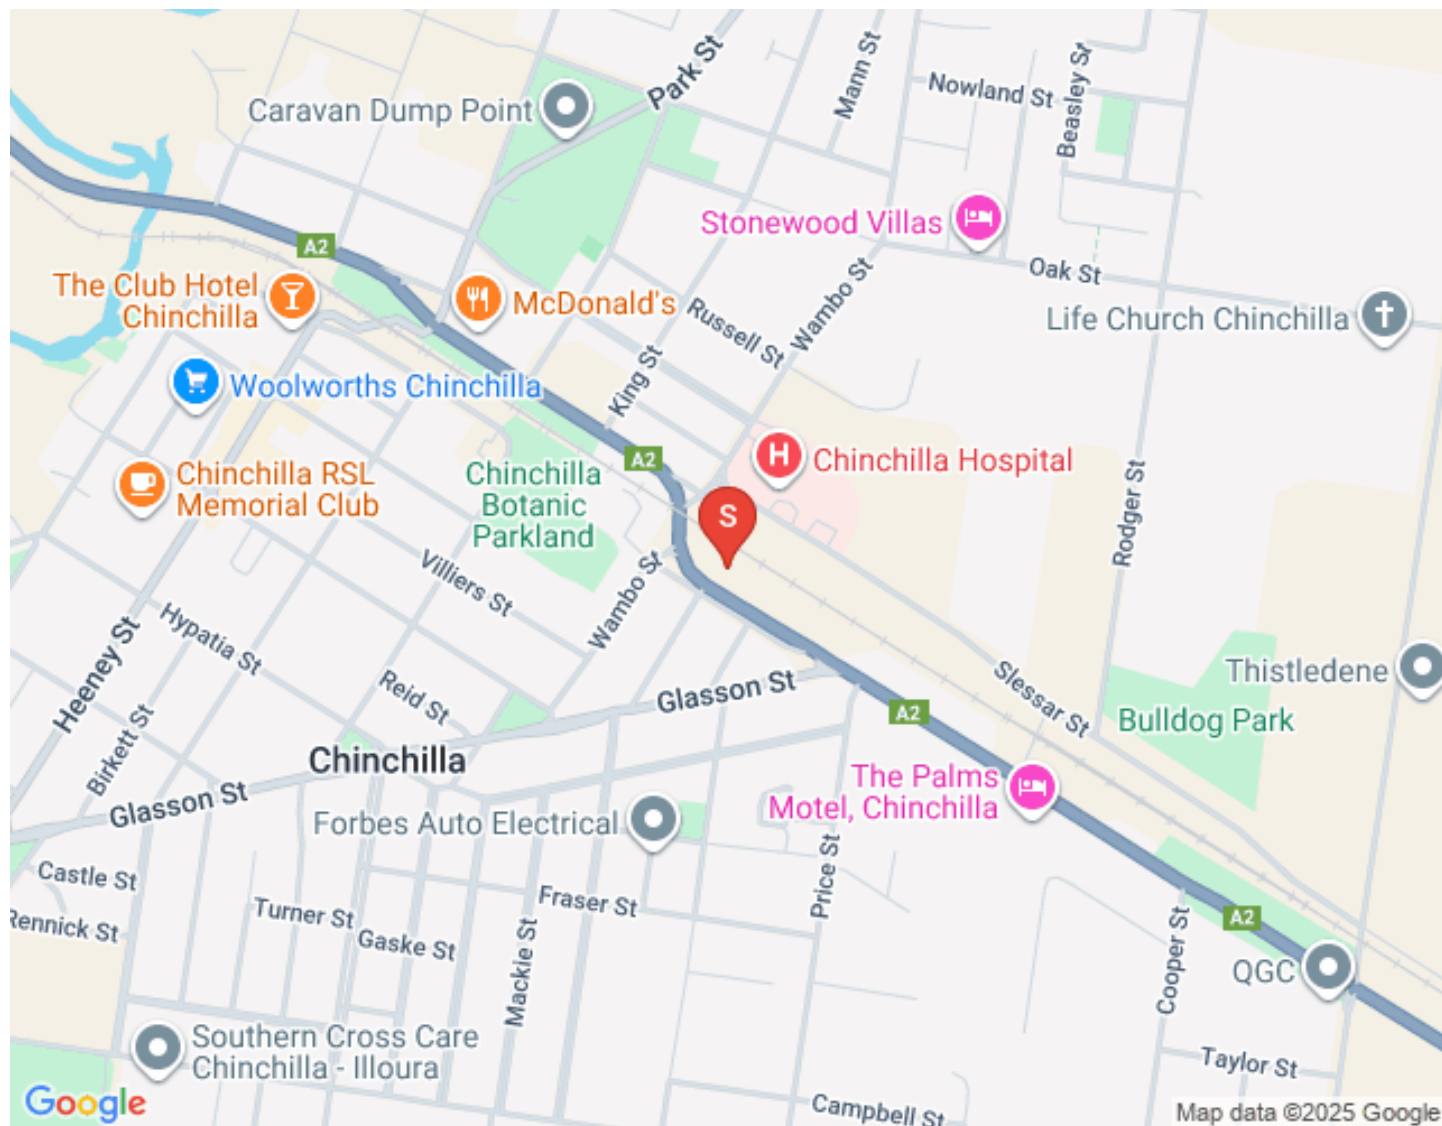 Park St
Mann St
Nowland St
Beasley St
Caravan Dump Point
Stonewood Villas
A2
Oak St
The Club Hotel
Chinchilla
McDonald's
Russell St
Wambo St
Life Church Chinchilla
Woolworths Chinchilla
King St
A2
Chinchilla RSL
Memorial Club
Chinchilla
Botanic
Parkland
H
Chinchilla Hospital
S
Rodger St
Villiers St
Wambo St
Hypatia St
Heeney St
Reid St
Glasson St
Slessar St
Thistledene
Birkett St
A2
Bulldog Park
Chinchilla
Glasson St
The Palms
Motel, Chinchilla
Forbes Auto Electrical
Price St
Castle St
Rennick St
Turner St
Gaske St
Fraser St
Mackie St
Cooper St
A2
QGC
Southern Cross Care
Chinchilla - Illoura
Taylor St
Campbell St
Google
Map data ©2025 Google